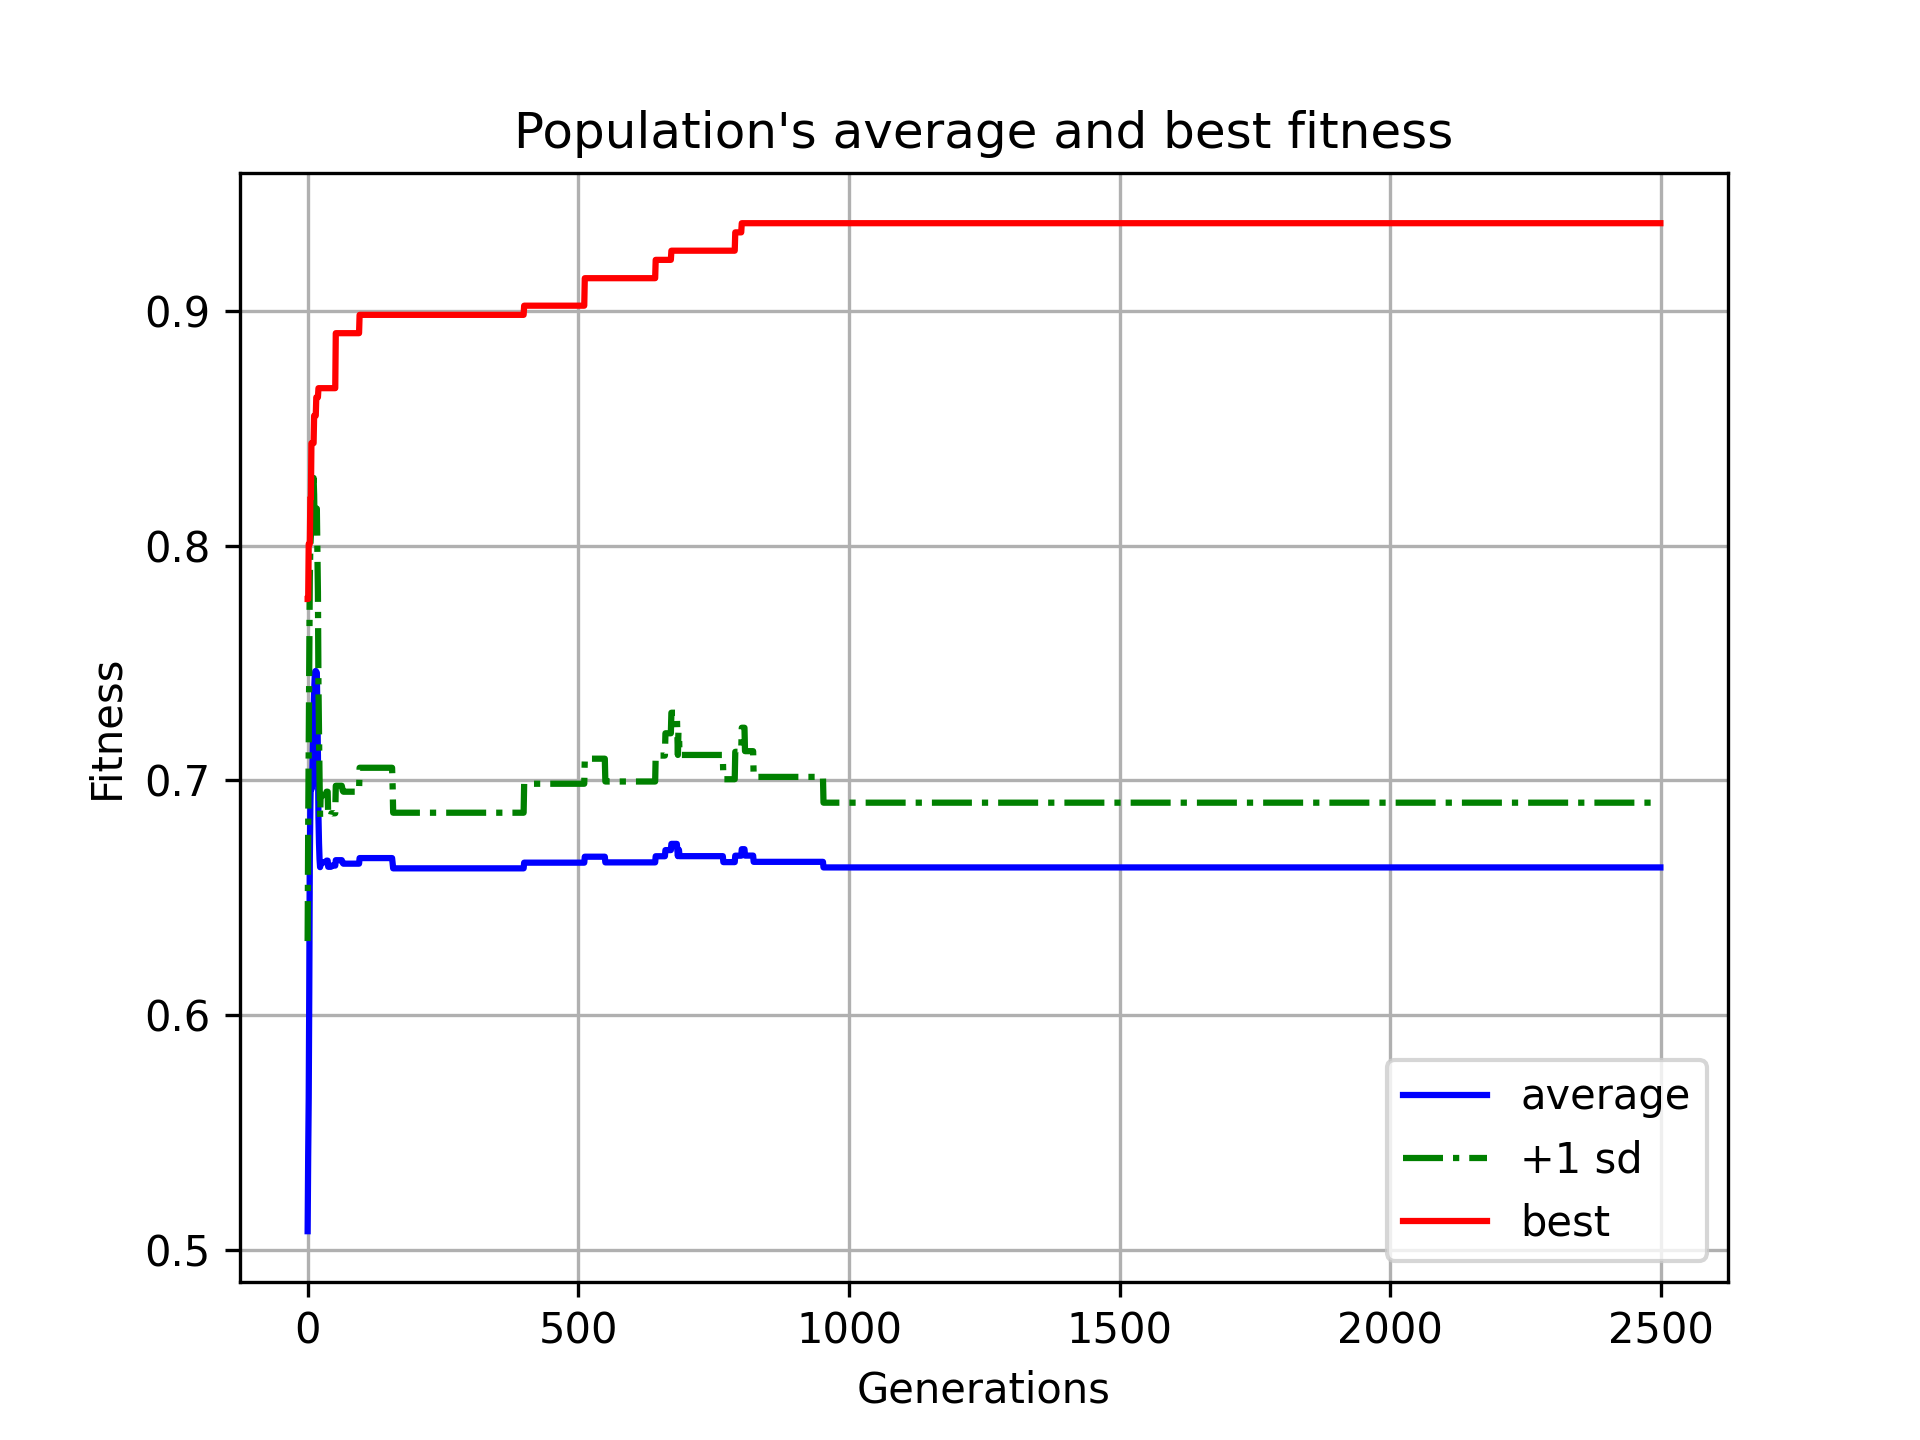 Population's average and best fitness
Fitness
0.9
0.8
0.7
0.6
0.5
average
+1 sd
best
0 500 1000 1500 2000 2500
Generations